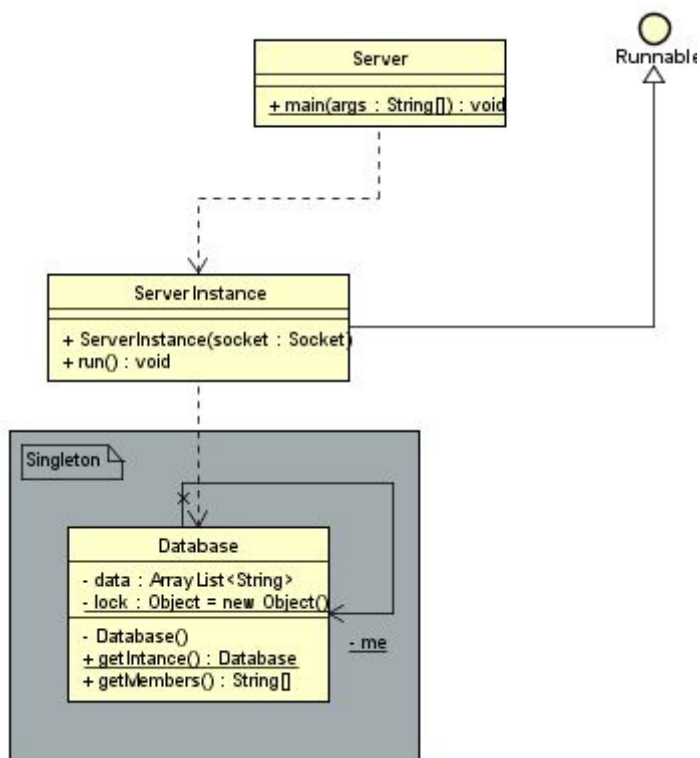 Server
+ main(args : String[]) : void
Runnable
ServerInstance
+ ServerInstance(socket : Socket)
+ run() : void
Singleton
Database
- data : ArrayList<String>
- lock : Object = new Object()
- Database()
+ getIntance() : Database
+ getMembers() : String[]
- me